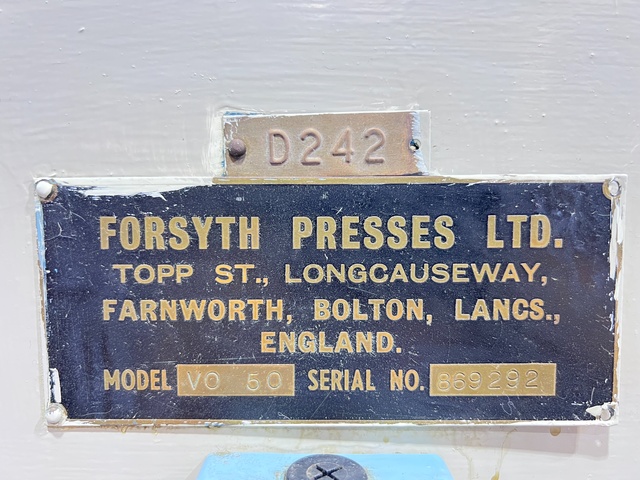 D242
FORSYTH PRESSES LTD.
TOPP ST., LONGCAUSEWAY,
FARNWORTH, BOLTON, LANCS.,
ENGLAND.
MODEL VO 50 SERIAL NO. 869292